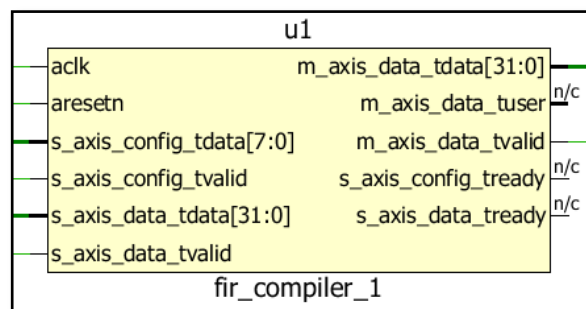 u1
aclk
m_axis_data_tdata[31:0]
aresetn
m_axis_data_tuser
n/c
s_axis_config_tdata[7:0]
m_axis_data_tvalid
s_axis_config_tvalid
s_axis_config_tready
n/c
s_axis_data_tdata[31:0]
s_axis_data_tready
n/c
s_axis_data_tvalid
fir_compiler_1